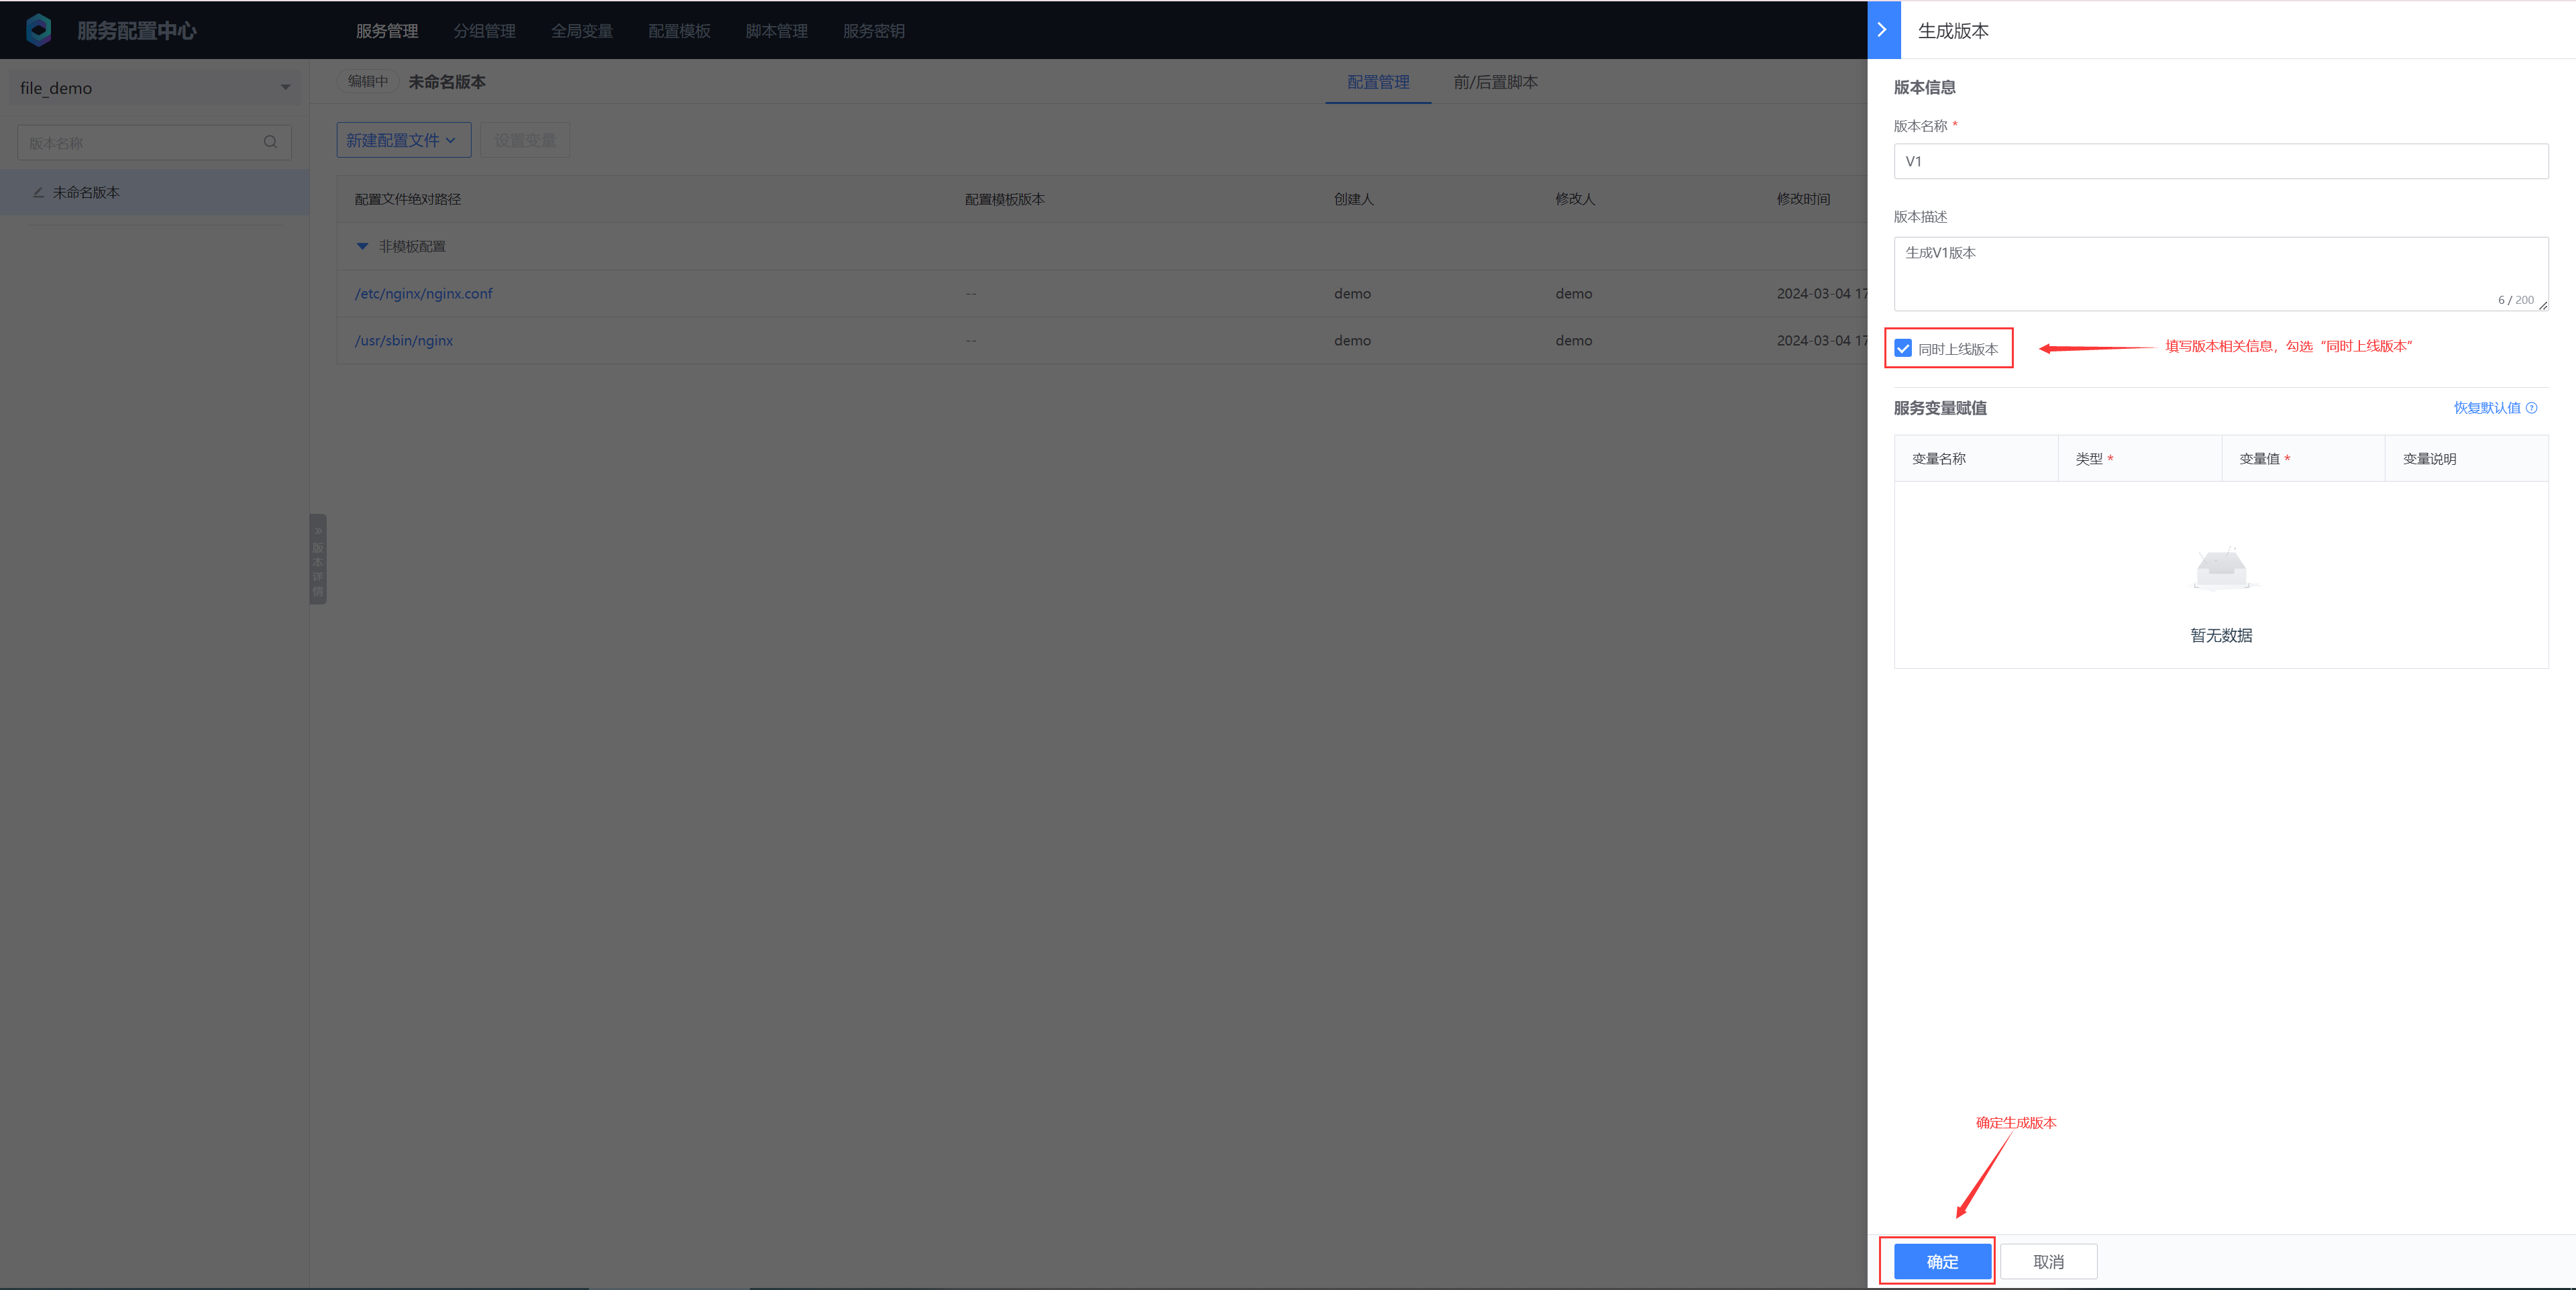 服务配置中心
服务管理 分组管理 全局变量 配置模板 脚本管理 服务密钥
生成版本
file_demo
编辑中 未命名版本
配置管理 前/后置脚本
版本名称
未命名版本
新建配置文件 设置变量
配置文件绝对路径 配置模板版本 创建人 修改人 修改时间
非模板配置
/etc/nginx/nginx.conf -- demo demo 2024-03-04 17
/usr/sbin/nginx -- demo demo 2024-03-04 17
版本详情
版本信息
版本名称 *
V1
版本描述
生成V1版本
6 / 200
同时上线版本
填写版本相关信息，勾选“同时上线版本”
服务变量赋值 恢复默认值
变量名称 类型 * 变量值 * 变量说明
暂无数据
确定生成版本
确定 取消